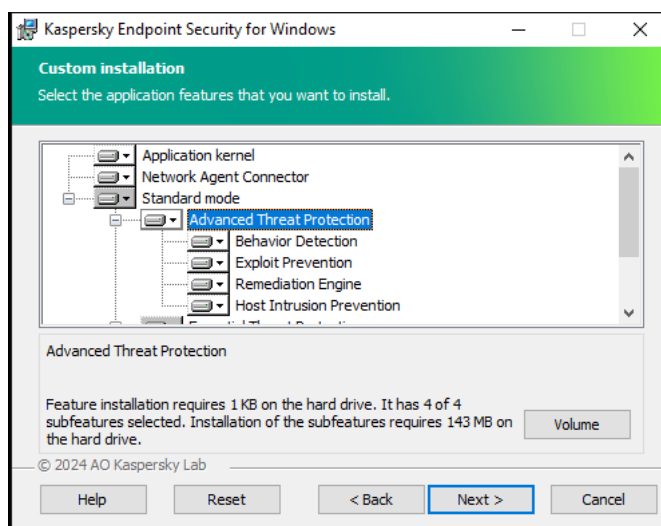 Kaspersky Endpoint Security for Windows
Custom installation
Select the application features that you want to install.
Application kernel
Network Agent Connector
Standard mode
Advanced Threat Protection
Behavior Detection
Exploit Prevention
Remediation Engine
Host Intrusion Prevention
Advanced Threat Protection
Feature installation requires 1 KB on the hard drive. It has 4 of 4
subfeatures selected. Installation of the subfeatures requires 143 MB on
the hard drive.
Volume
© 2024 AO Kaspersky Lab
Help
Reset
< Back
Next >
Cancel